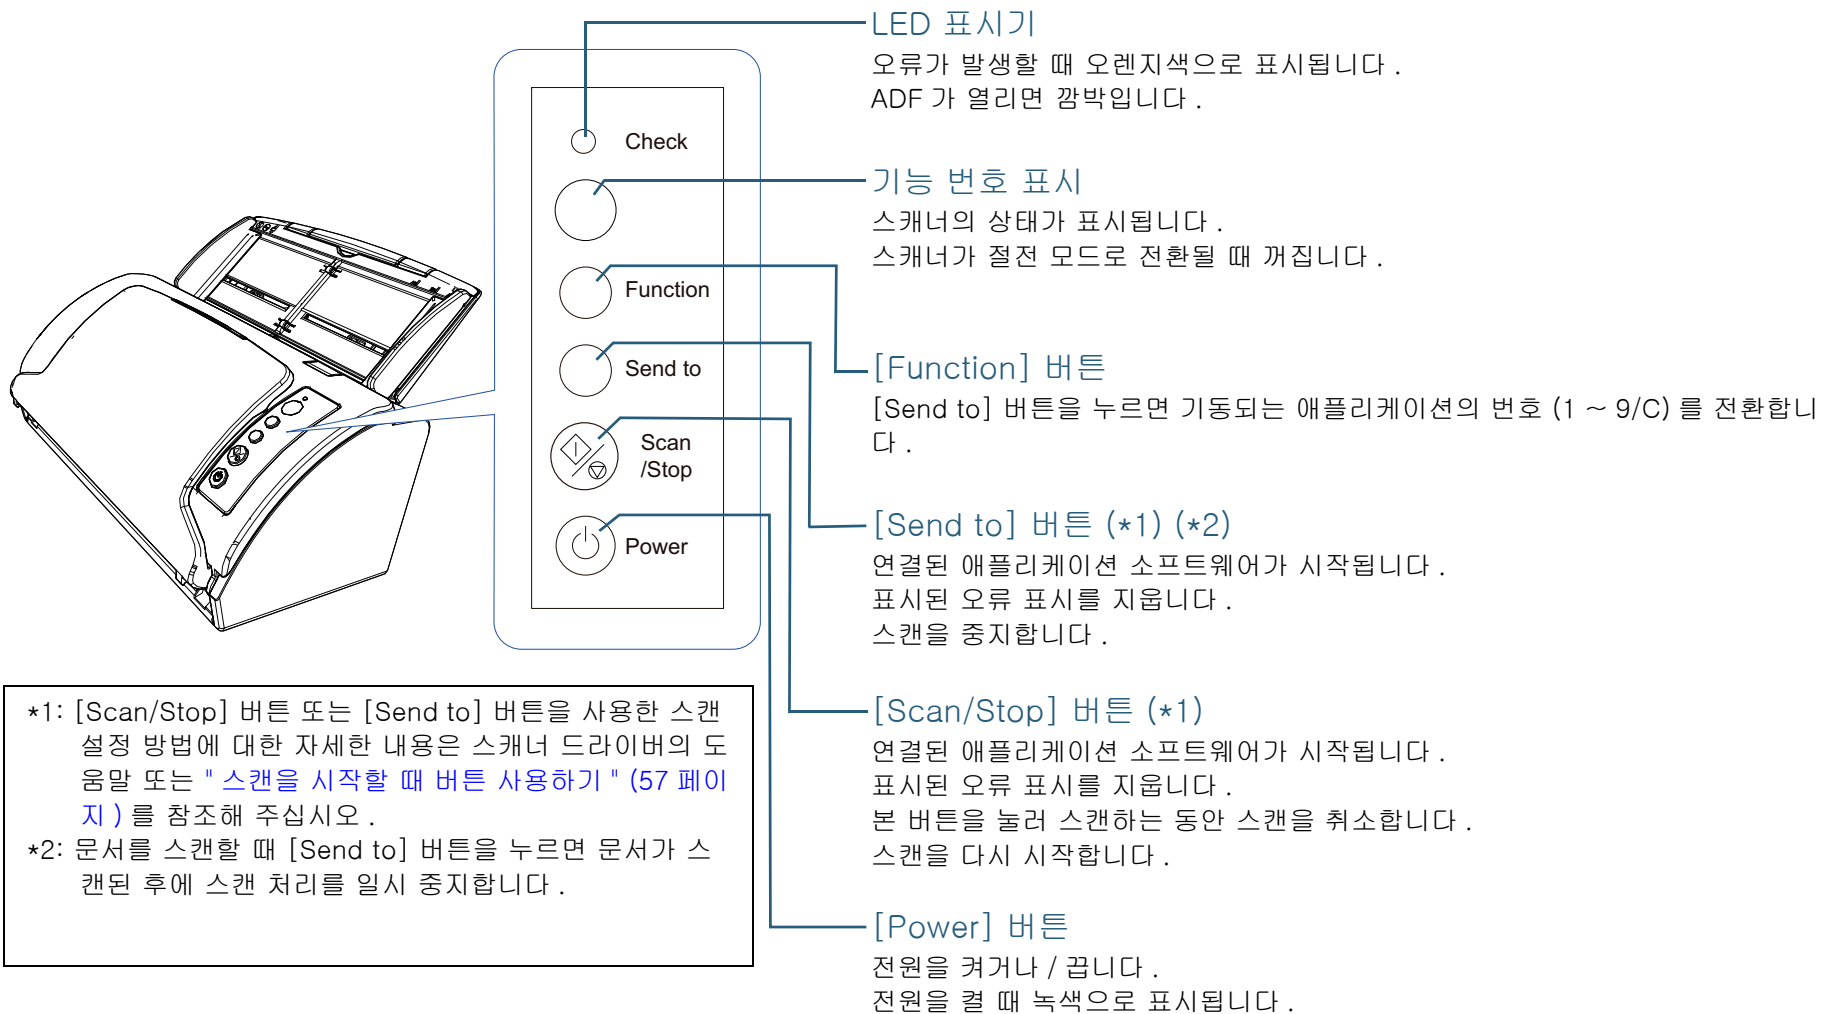 LED 표시기
오류가 발생할 때 오렌지색으로 표시됩니다 .
ADF 가 열리면 깜박입니다 .
Check
기능 번호 표시
스캐너의 상태가 표시됩니다 .
스캐너가 절전 모드로 전환될 때 꺼집니다 .
Function
Send to
[Function] 버튼
[Send to] 버튼을 누르면 기동되는 애플리케이션의 번호 (1 ~ 9/C) 를 전환합니
다 .
Scan
/Stop
Power
[Send to] 버튼 (*1) (*2)
연결된 애플리케이션 소프트웨어가 시작됩니다 .
표시된 오류 표시를 지웁니다 .
스캔을 중지합니다 .
[Scan/Stop] 버튼 (*1)
연결된 애플리케이션 소프트웨어가 시작됩니다 .
표시된 오류 표시를 지웁니다 .
본 버튼을 눌러 스캔하는 동안 스캔을 취소합니다 .
스캔을 다시 시작합니다 .
[Power] 버튼
전원을 켜거나 / 끕니다 .
전원을 켤 때 녹색으로 표시됩니다 .
*1: [Scan/Stop] 버튼 또는 [Send to] 버튼을 사용한 스캔
설정 방법에 대한 자세한 내용은 스캐너 드라이버의 도
움말 또는 " 스캔을 시작할 때 버튼 사용하기 " (57 페이
지 ) 를 참조해 주십시오 .
*2: 문서를 스캔할 때 [Send to] 버튼을 누르면 문서가 스
캔된 후에 스캔 처리를 일시 중지합니다 .